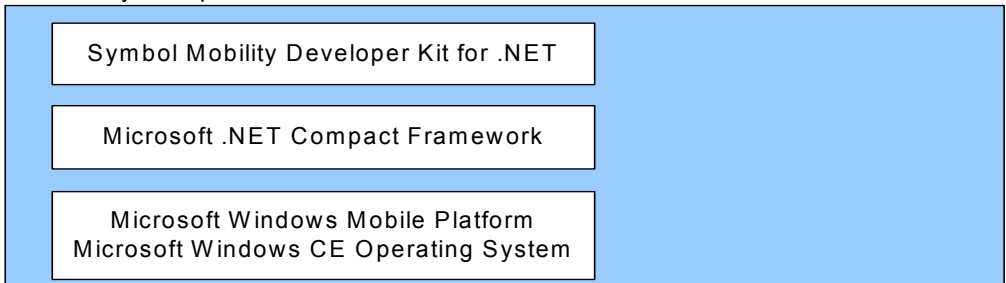 Symbol Mobility Developer Kit for .NET
Microsoft .NET Compact Framework
Microsoft Windows Mobile Platform
Microsoft Windows CE Operating System